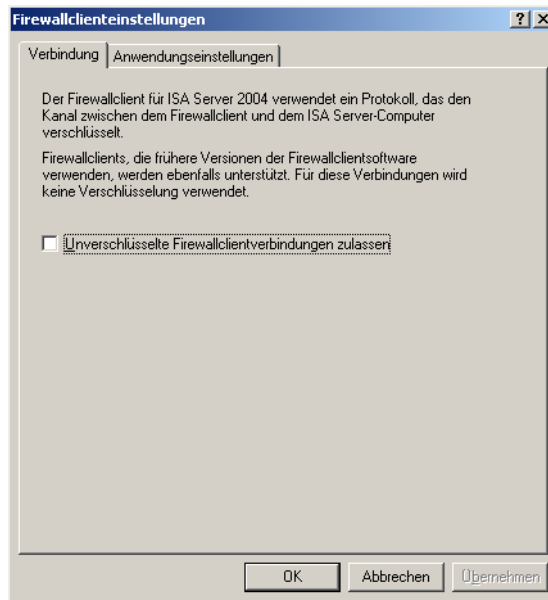 Firewallclienteinstellungen
Verbindung
Anwendungseinstellungen
Der Firewallclient für ISA Server 2004 verwendet ein Protokoll, das den
Kanal zwischen dem Firewallclient und dem ISA Server-Computer
verschlüsselt.
Firewallclients, die frühere Versionen der Firewallclientsoftware
verwenden, werden ebenfalls unterstützt. Für diese Verbindungen wird
keine Verschlüsselung verwendet.
Unverschlüsselte Firewallclientverbindungen zulassen
OK
Abbrechen
Übernehmen